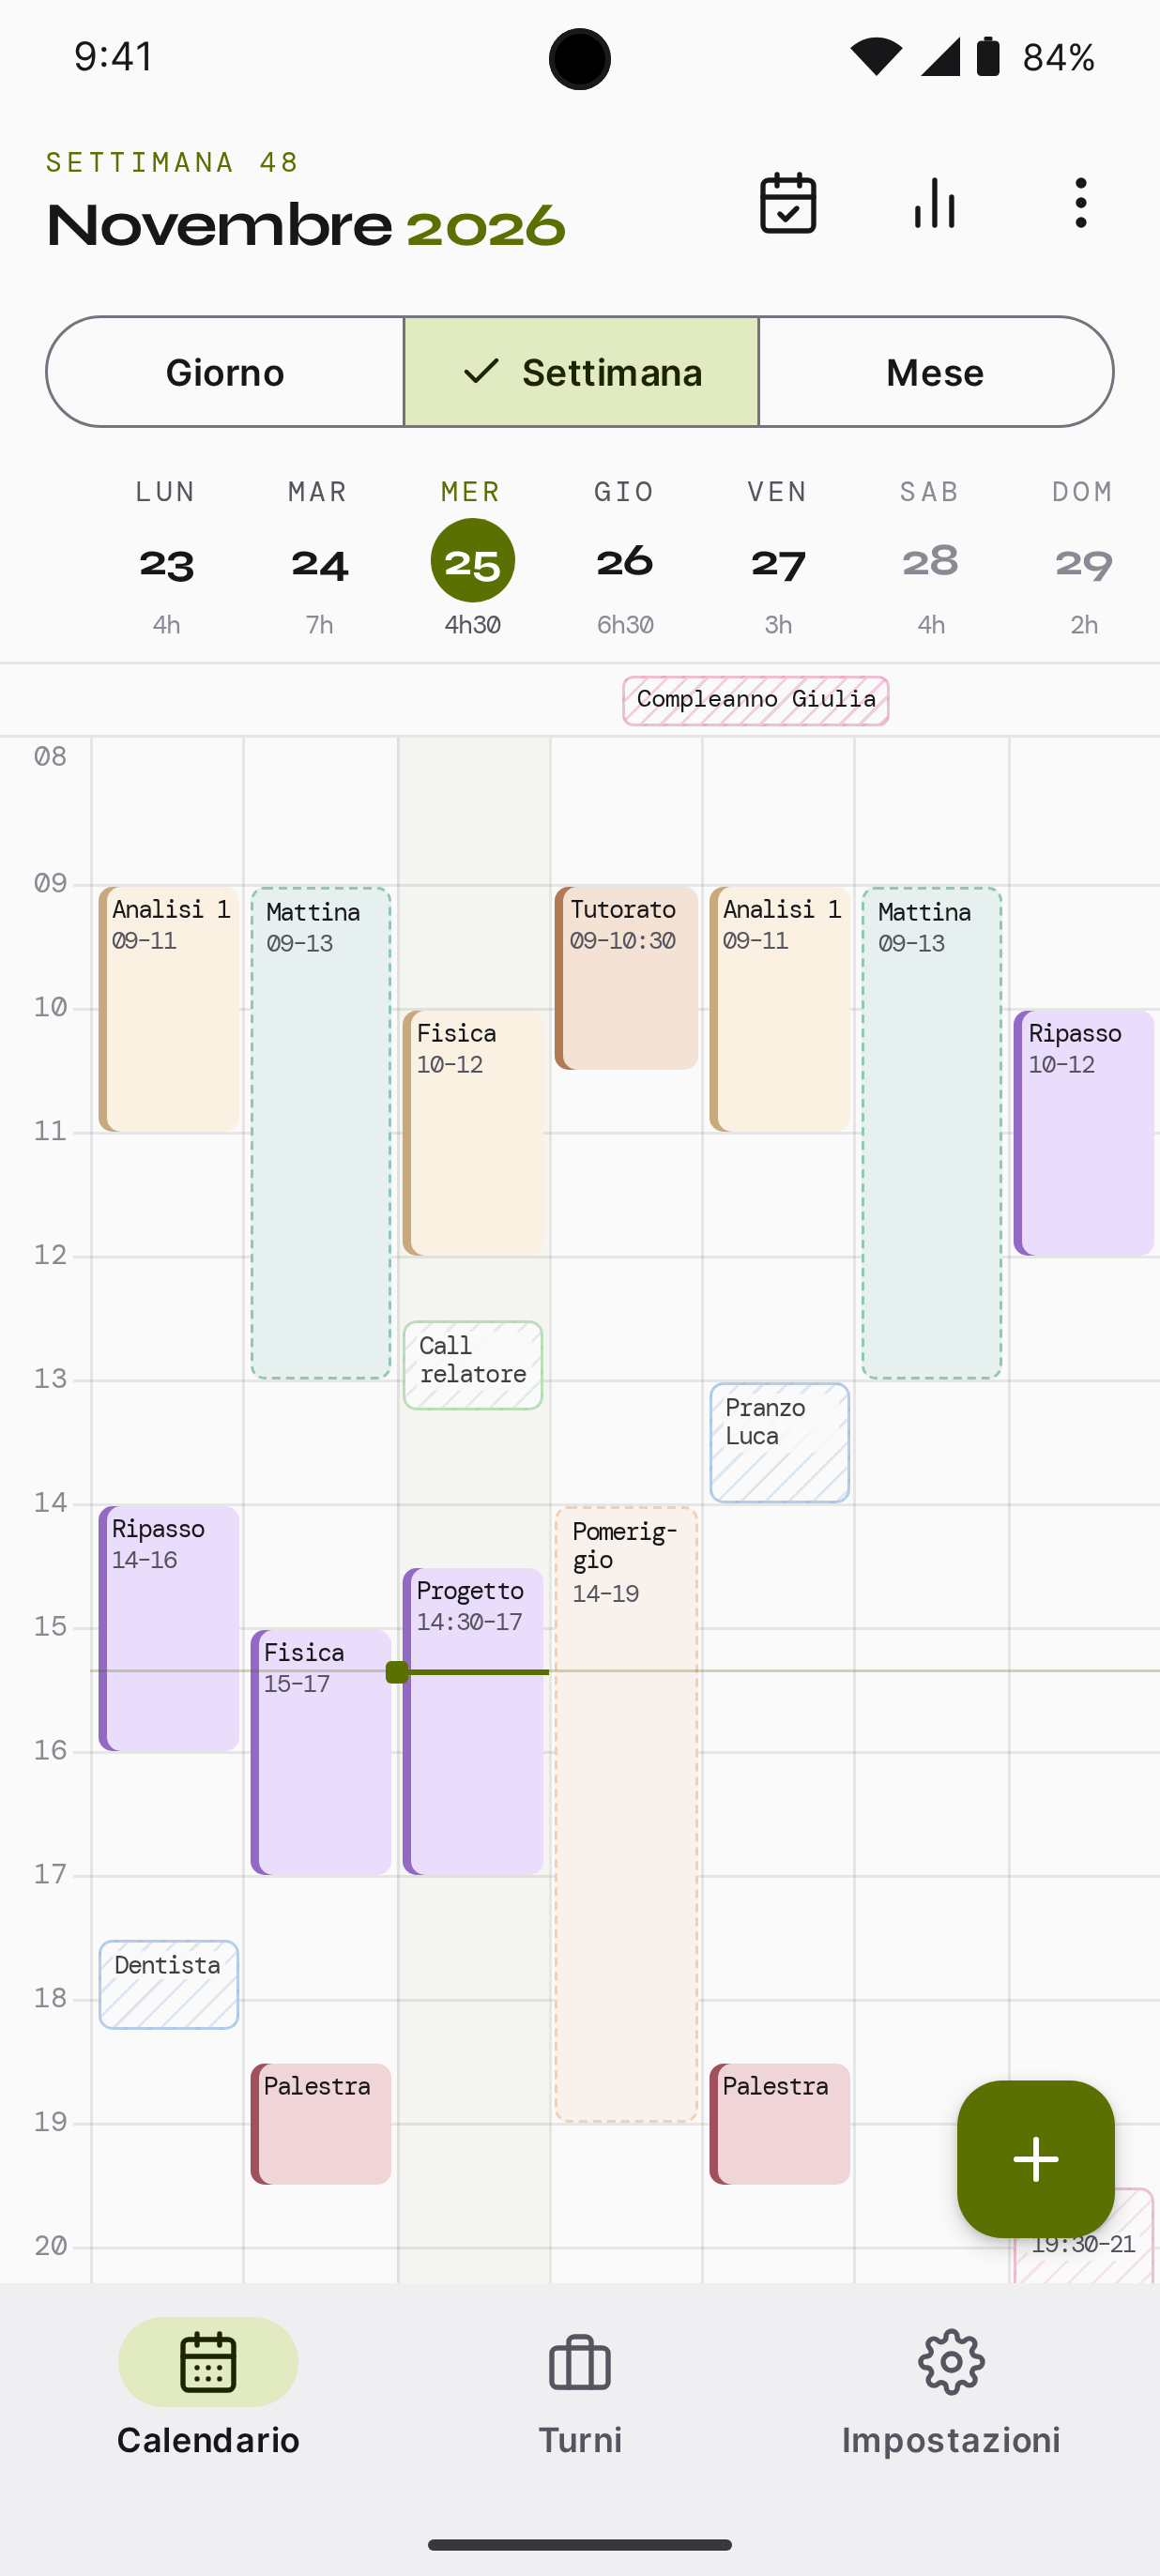 9:41
84%
SETTIMANA 48
Novembre 2026
Giorno
Settimana
Mese
LUN
MAR
MER
GIO
VEN
SAB
DOM
23
24
25
26
27
28
29
4h
7h
4h30
6h30
3h
4h
2h
Compleanno Giulia
08
09
10
11
12
13
14
15
16
17
18
19
20
Analisi 1
09–11
Ripasso
14–16
Dentista
Mattina
09–13
Fisica
15–17
Palestra
Fisica
10–12
Call
relatore
Progetto
14:30–17
Tutorato
09–10:30
Pomerig-
gio
14–19
Analisi 1
09–11
Pranzo
Luca
Palestra
Mattina
09–13
Ripasso
10–12
19:30–21
Calendario
Turni
Impostazioni